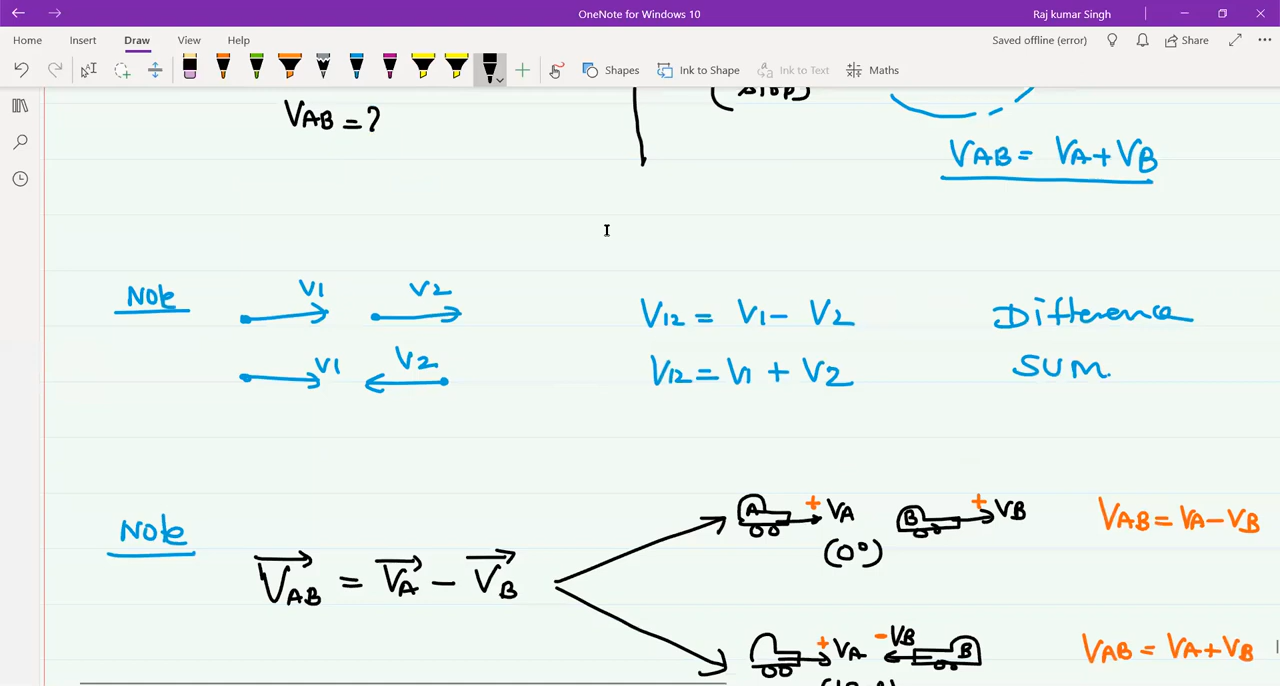 OneNote for Windows 10
Raj kumar Singh
Home Insert Draw View Help
Saved offline (error) Share
Shapes Ink to Shape Ink to Text Maths
VAB = ?
(stop)
VAB = VA + VB
Note V1 V2 V12 = V1 - V2 Difference
V1 V2 V12 = V1 + V2 SUM
A + VA B + VB VAB = VA - VB
(0°)
Note
VAB = VA - VB
+ VA - VB B VAB = VA + VB